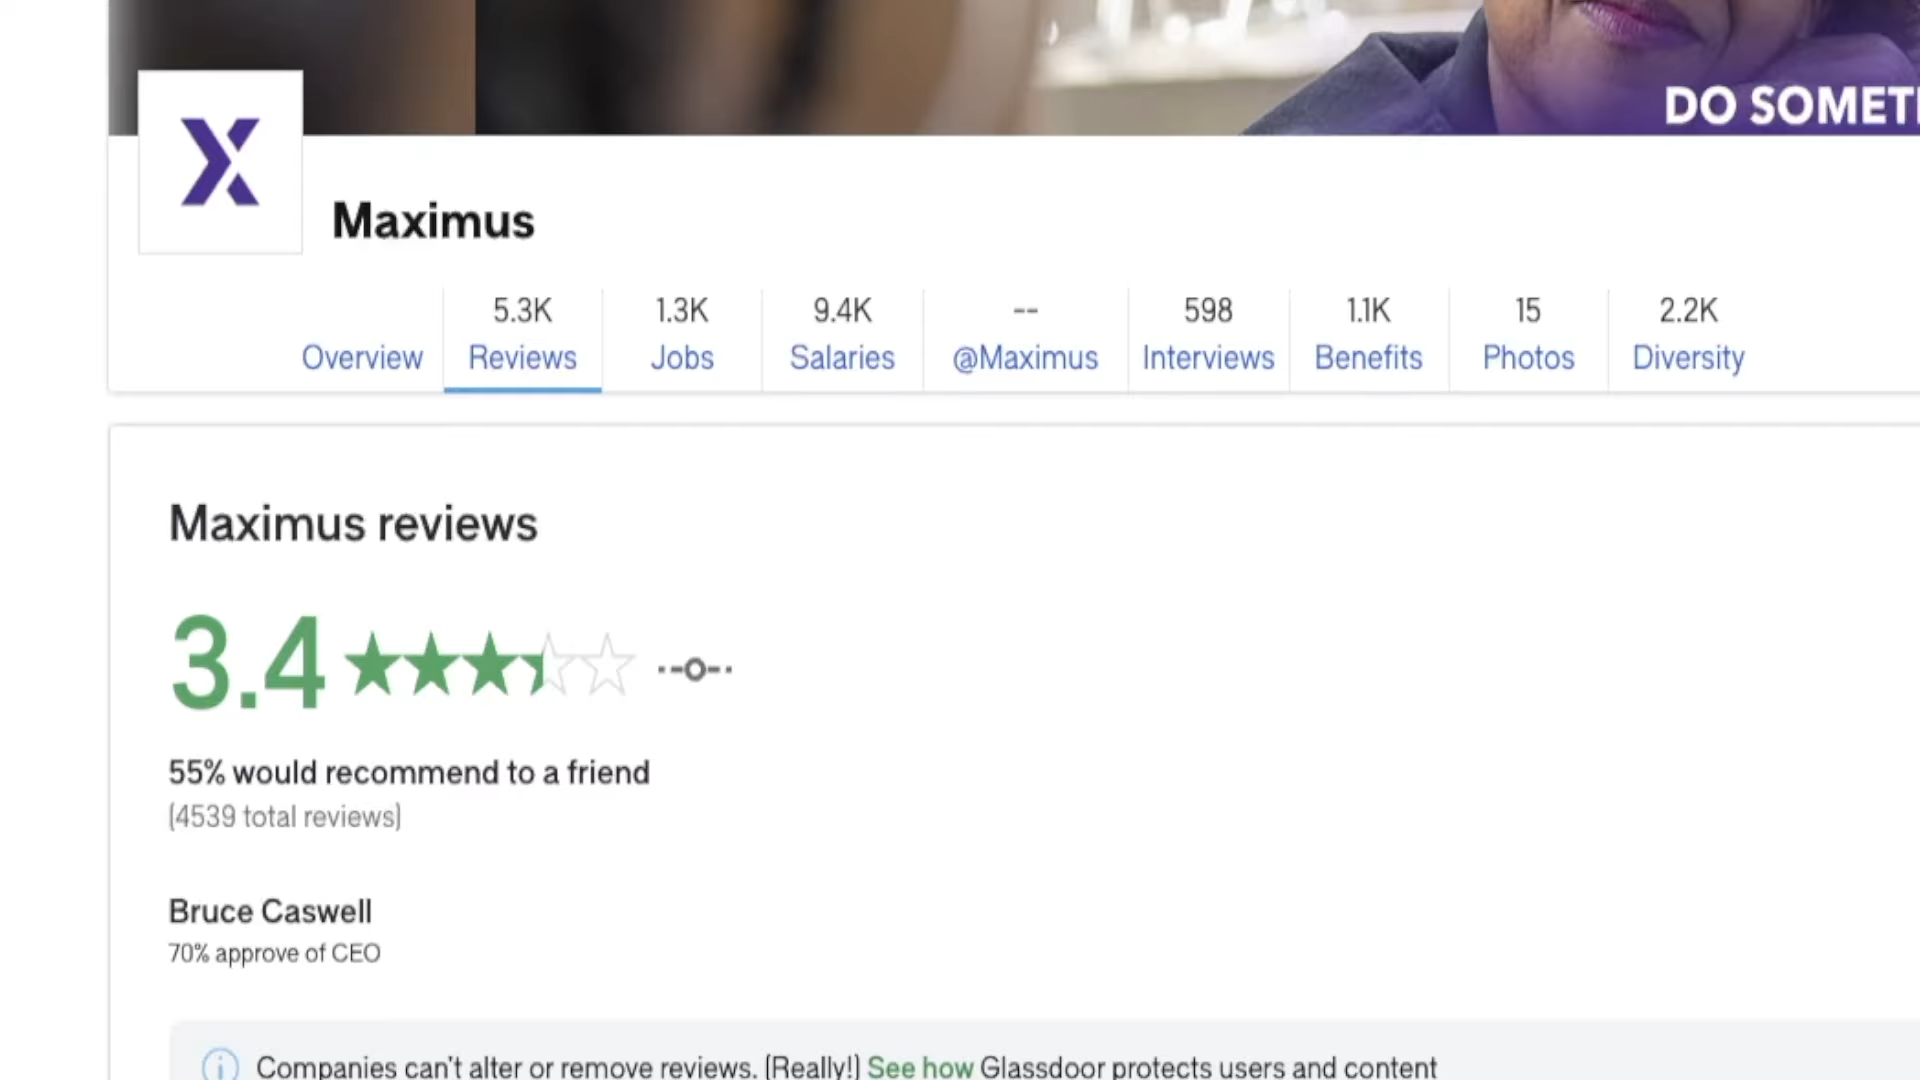 DO SOMET
Maximus
5.3K 1.3K 9.4K -- 598 1.1K 15 2.2K
Overview Reviews Jobs Salaries @Maximus Interviews Benefits Photos Diversity
Maximus reviews
3.4
55% would recommend to a friend
(4539 total reviews)
Bruce Caswell
70% approve of CEO
Companies can't alter or remove reviews. (Really!) See how Glassdoor protects users and content